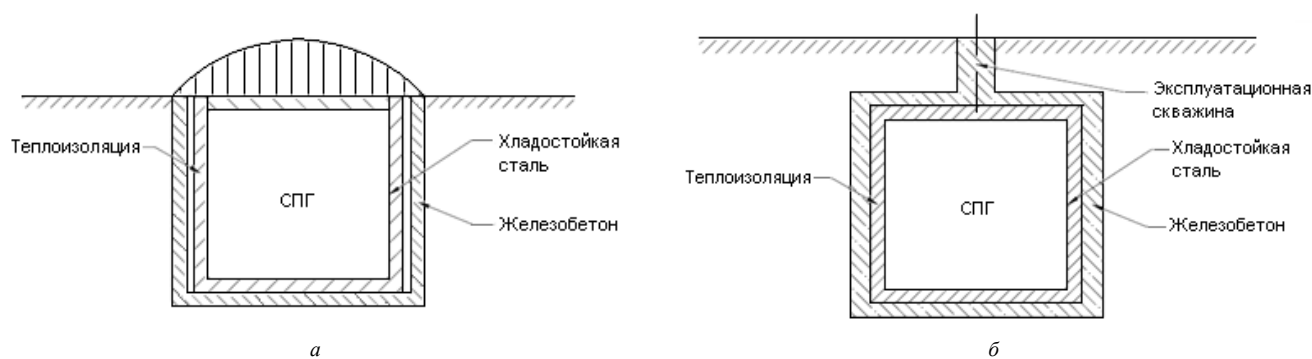 Теплоизоляция
Хладостойкая
сталь
СПГ
Железобетон
а
Эксплуатационная
скважина
Хладостойкая
сталь
Теплоизоляция
СПГ
Железобетон
б